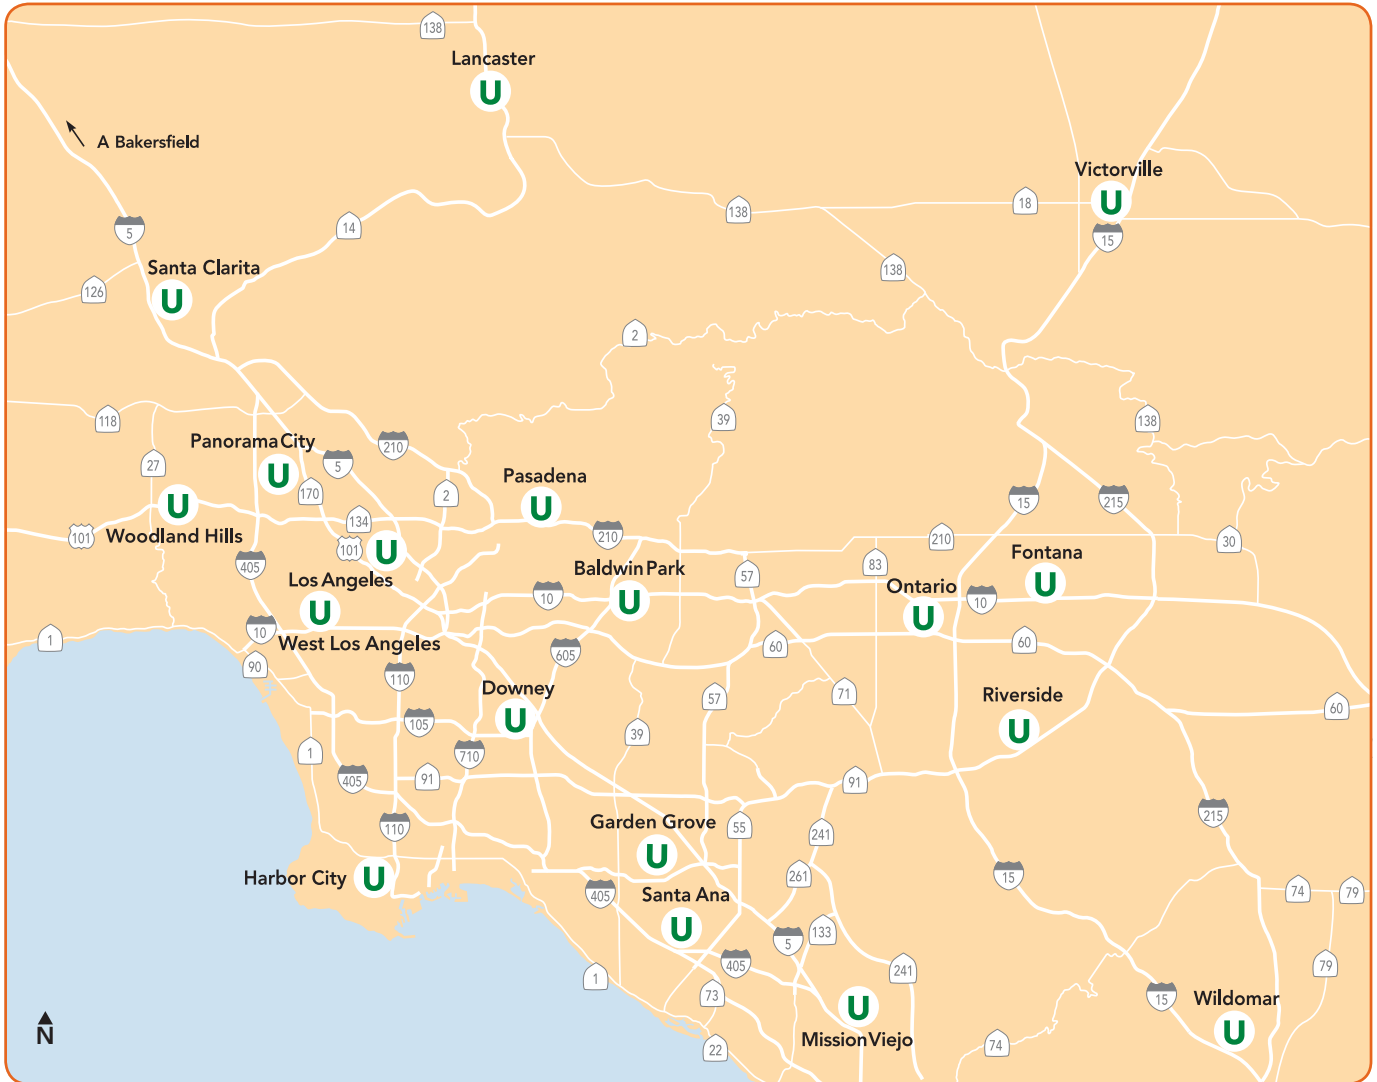 138
Lancaster
U
A Bakersfield
Victorville
U
18
138
14
5
15
Santa Clarita
U
138
126
2
118
39
138
Panorama City
U
210
5
27
Pasadena
U
170
2
15
215
U
Woodland Hills
134
101
101
210
210
30
Fontana
U
U
405
83
Baldwin Park
U
57
Los Angeles
U
10
Ontario
U
10
10
West Los Angeles
1
60
60
605
90
110
Downey
U
71
57
Riverside
U
60
105
39
1
710
405
91
91
215
110
Garden Grove
U
55
241
Harbor City
U
261
15
405
Santa Ana
U
74
79
133
5
405
241
79
1
73
15
Mission Viejo
U
Wildomar
U
N
22
74